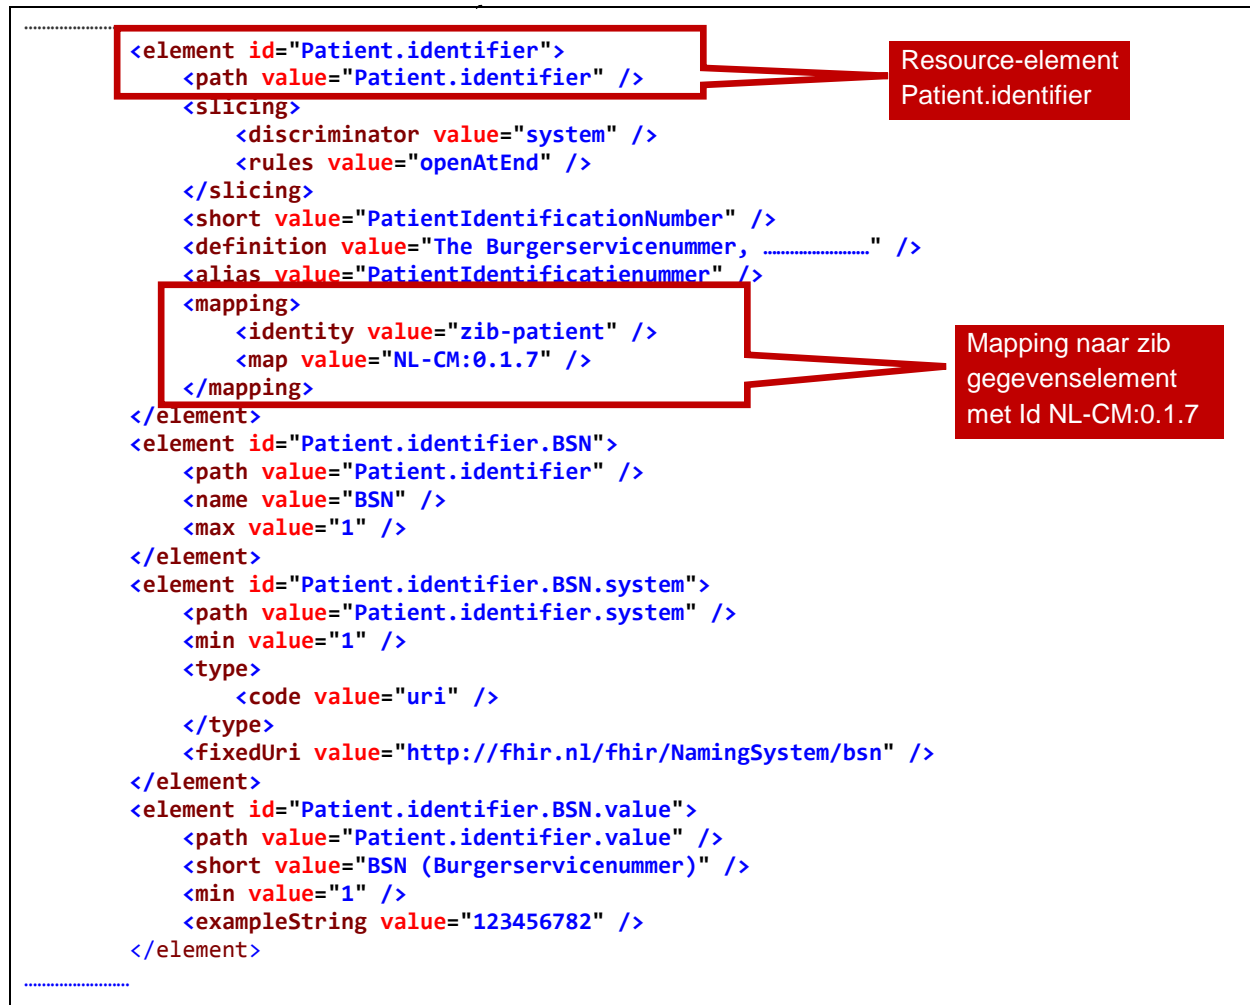 ........................
<element id="Patient.identifier">
<path value="Patient.identifier" />
Resource-element
Patient.identifier
<slicing>
<discriminator value="system" />
<rules value="openAtEnd" />
</slicing>
<short value="PatientIdentificationNumber" />
<definition value="The Burgerservicenummer, ........................" />
<alias value="PatientIdentificatienummer" />
<mapping>
<identity value="zib-patient" />
<map value="NL-CM:0.1.7" />
</mapping>
Mapping naar zib
gegevenselement
met Id NL-CM:0.1.7
</element>
<element id="Patient.identifier.BSN">
<path value="Patient.identifier" />
<name value="BSN" />
<max value="1" />
</element>
<element id="Patient.identifier.BSN.system">
<path value="Patient.identifier.system" />
<min value="1" />
<type>
<code value="uri" />
</type>
<fixedUri value="http://fhir.nl/fhir/NamingSystem/bsn" />
</element>
<element id="Patient.identifier.BSN.value">
<path value="Patient.identifier.value" />
<short value="BSN (Burgerservicenummer)" />
<min value="1" />
<exampleString value="123456782" />
</element>
........................